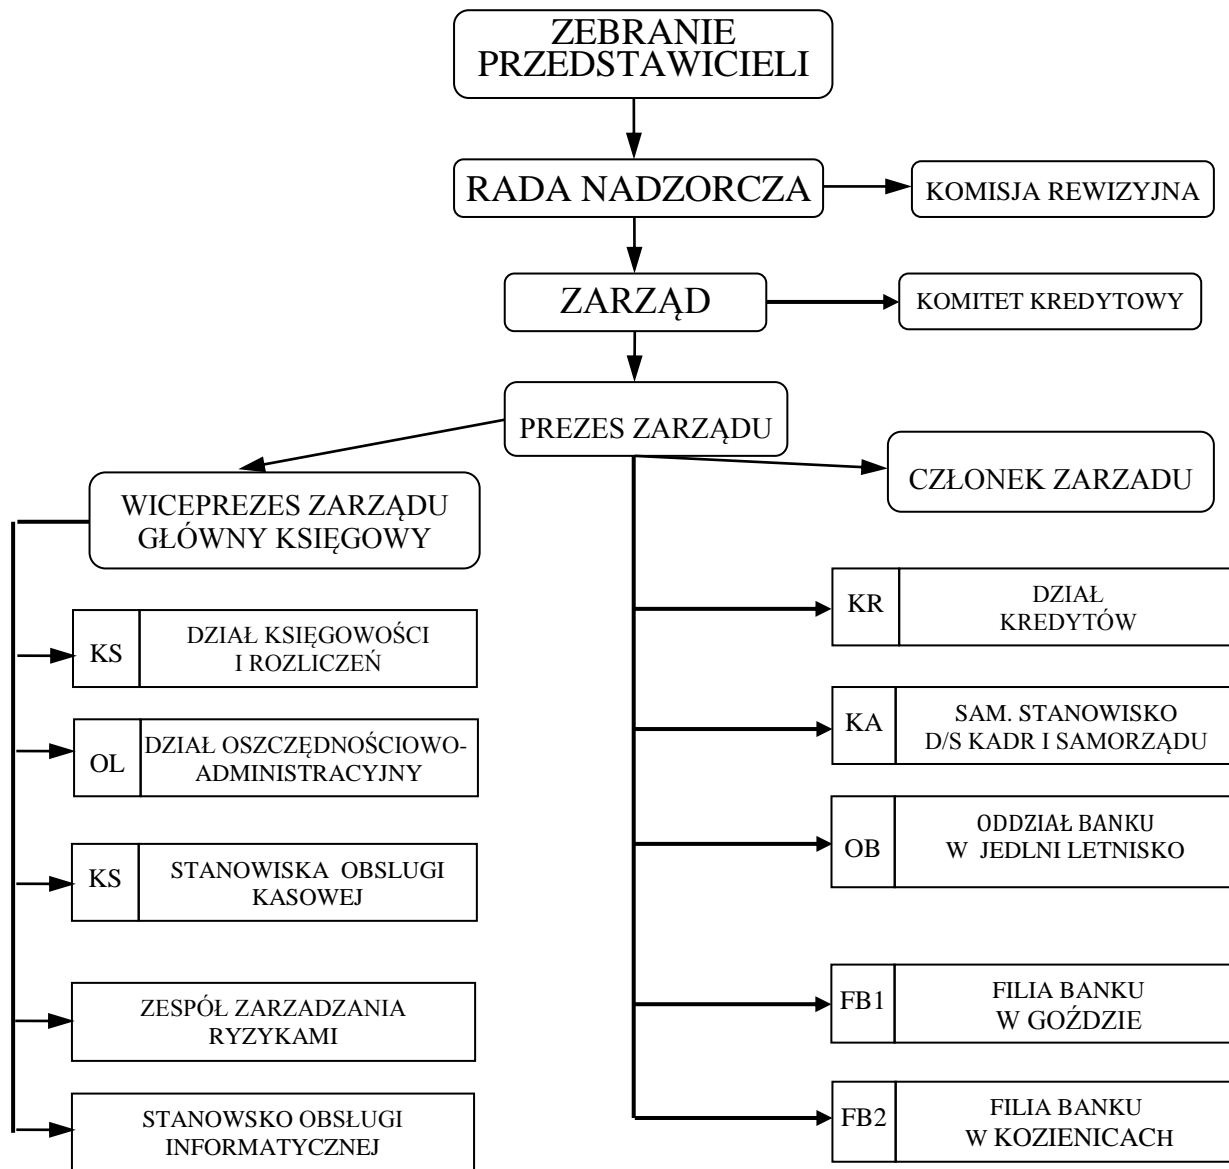 ZEBRANIE
PRZEDSTAWICIELI
RADA NADZORCZA
KOMISJA REWIZYJNA
ZARZĄD
KOMITET KREDYTOWY
PREZES ZARZĄDU
CZŁONEK ZARZADU
WICEPREZES ZARZĄDU
GŁÓWNY KSIĘGOWY
KS
DZIAŁ KSIĘGOWOŚCI
I ROZLICZEŃ
OL
DZIAŁ OSZCZĘDNOŚCIOWO-
ADMINISTRACYJNY
KS
STANOWISKA OBSLUGI
KASOWEJ
ZESPÓŁ ZARZADZANIA
RYZYKAMI
STANOWSKO OBSŁUGI
INFORMATYCZNEJ
KR
DZIAŁ
KREDYTÓW
KA
SAM. STANOWISKO
D/S KADR I SAMORZĄDU
OB
ODDZIAŁ BANKU
W JEDLNI LETNISKO
FB1
FILIA BANKU
W GOŹDZIE
FB2
FILIA BANKU
W KOZIENICACH